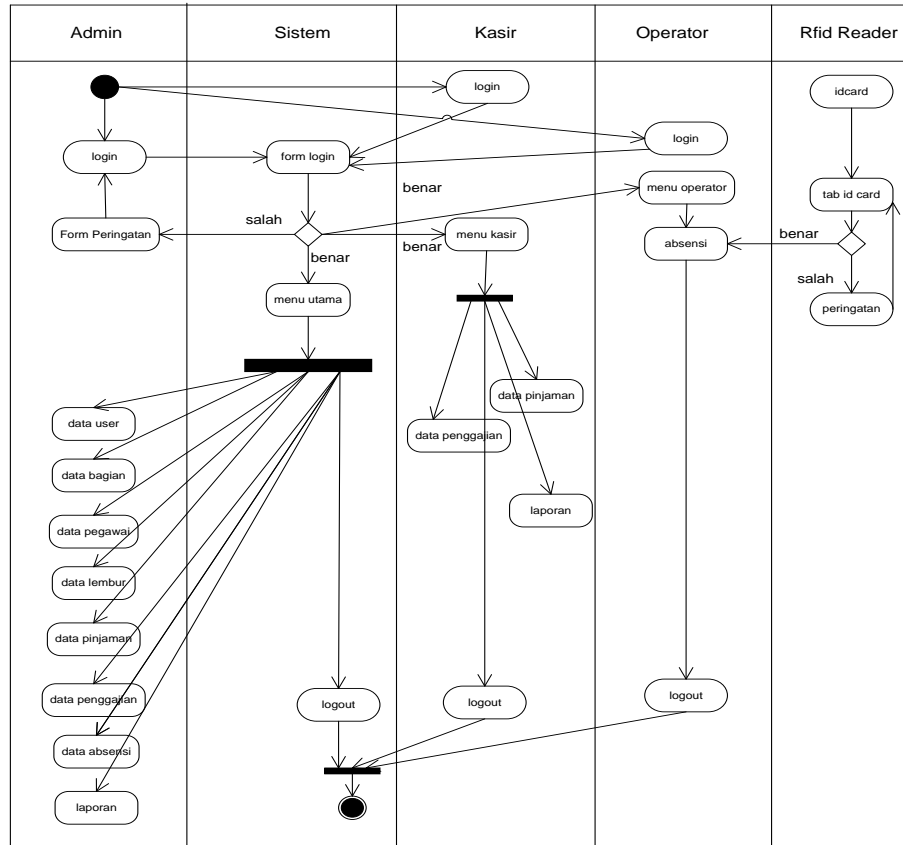 Admin
Sistem
Kasir
Operator
Rfid Reader
login
idcard
login
login
form login
benar
menu operator
tab id card
salah
Form Peringatan
benar
menu kasir
absensi
benar
benar
salah
menu utama
peringatan
data pinjaman
data user
data penggajian
data bagian
laporan
data pegawai
data lembur
data pinjaman
data penggajian
logout
logout
logout
data absensi
laporan